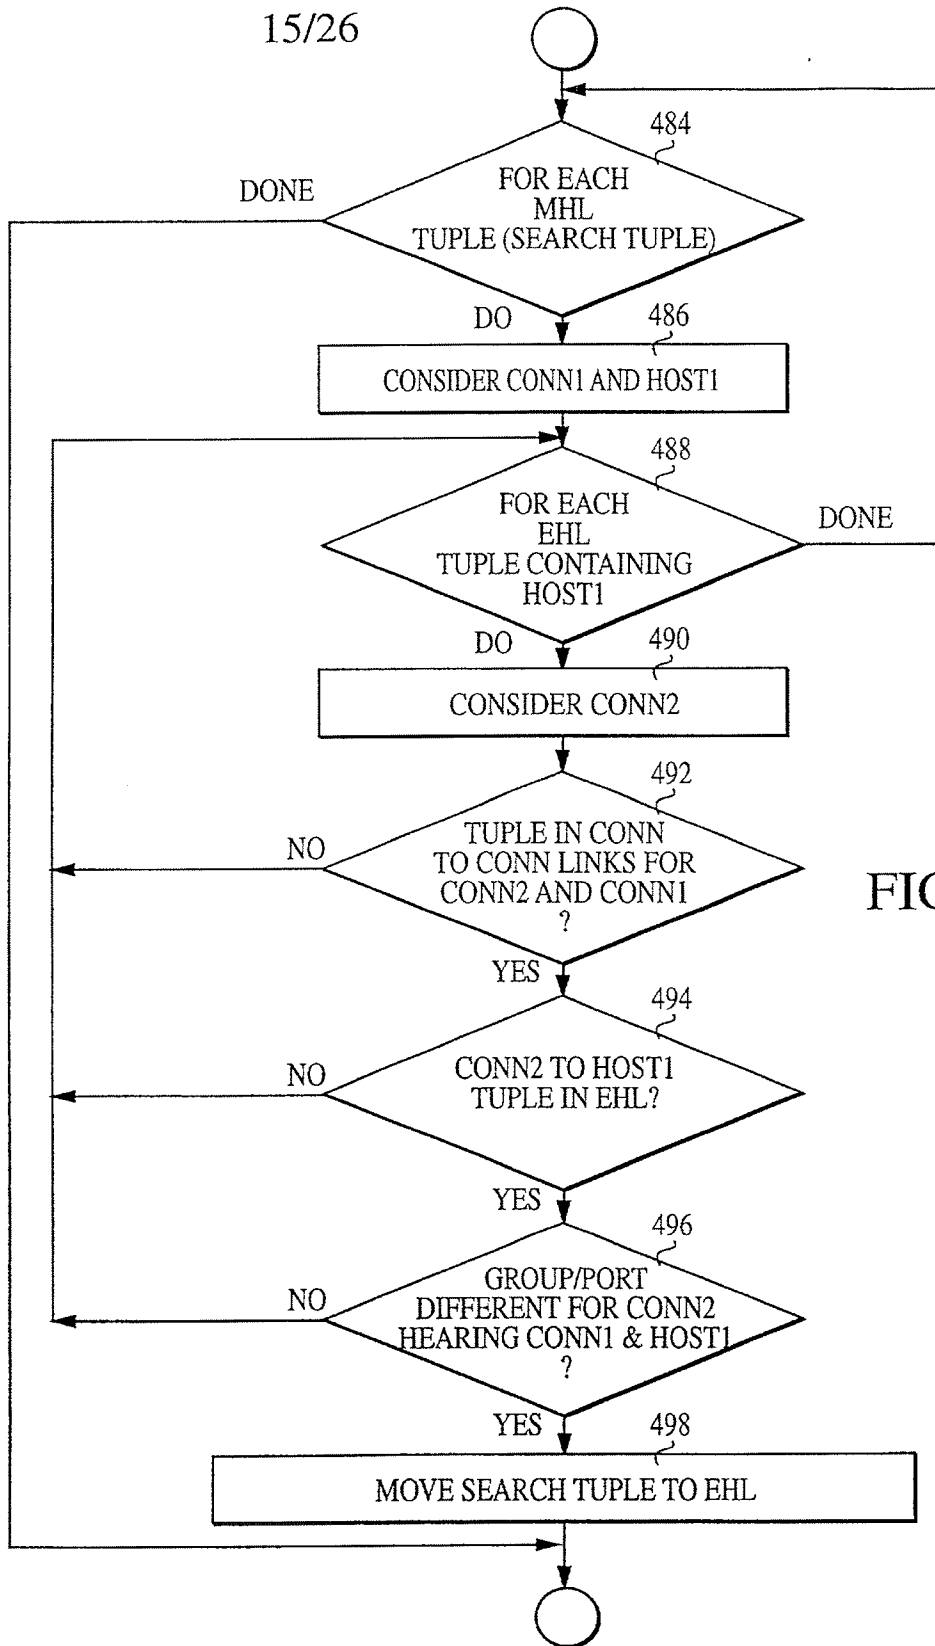 15/26
484
DONE
FOR EACH
MHL
TUPLE (SEARCH TUPLE)
DO
486
CONSIDER CONN1 AND HOST1
488
FOR EACH
EHL
TUPLE CONTAINING
HOST1
DONE
DO
490
CONSIDER CONN2
492
TUPLE IN CONN
TO CONN LINKS FOR
CONN2 AND CONN1
?
NO
FIG
YES
494
CONN2 TO HOST1
TUPLE IN EHL?
NO
YES
496
GROUP/PORT
DIFFERENT FOR CONN2
HEARING CONN1 & HOST1
?
NO
YES
498
MOVE SEARCH TUPLE TO EHL